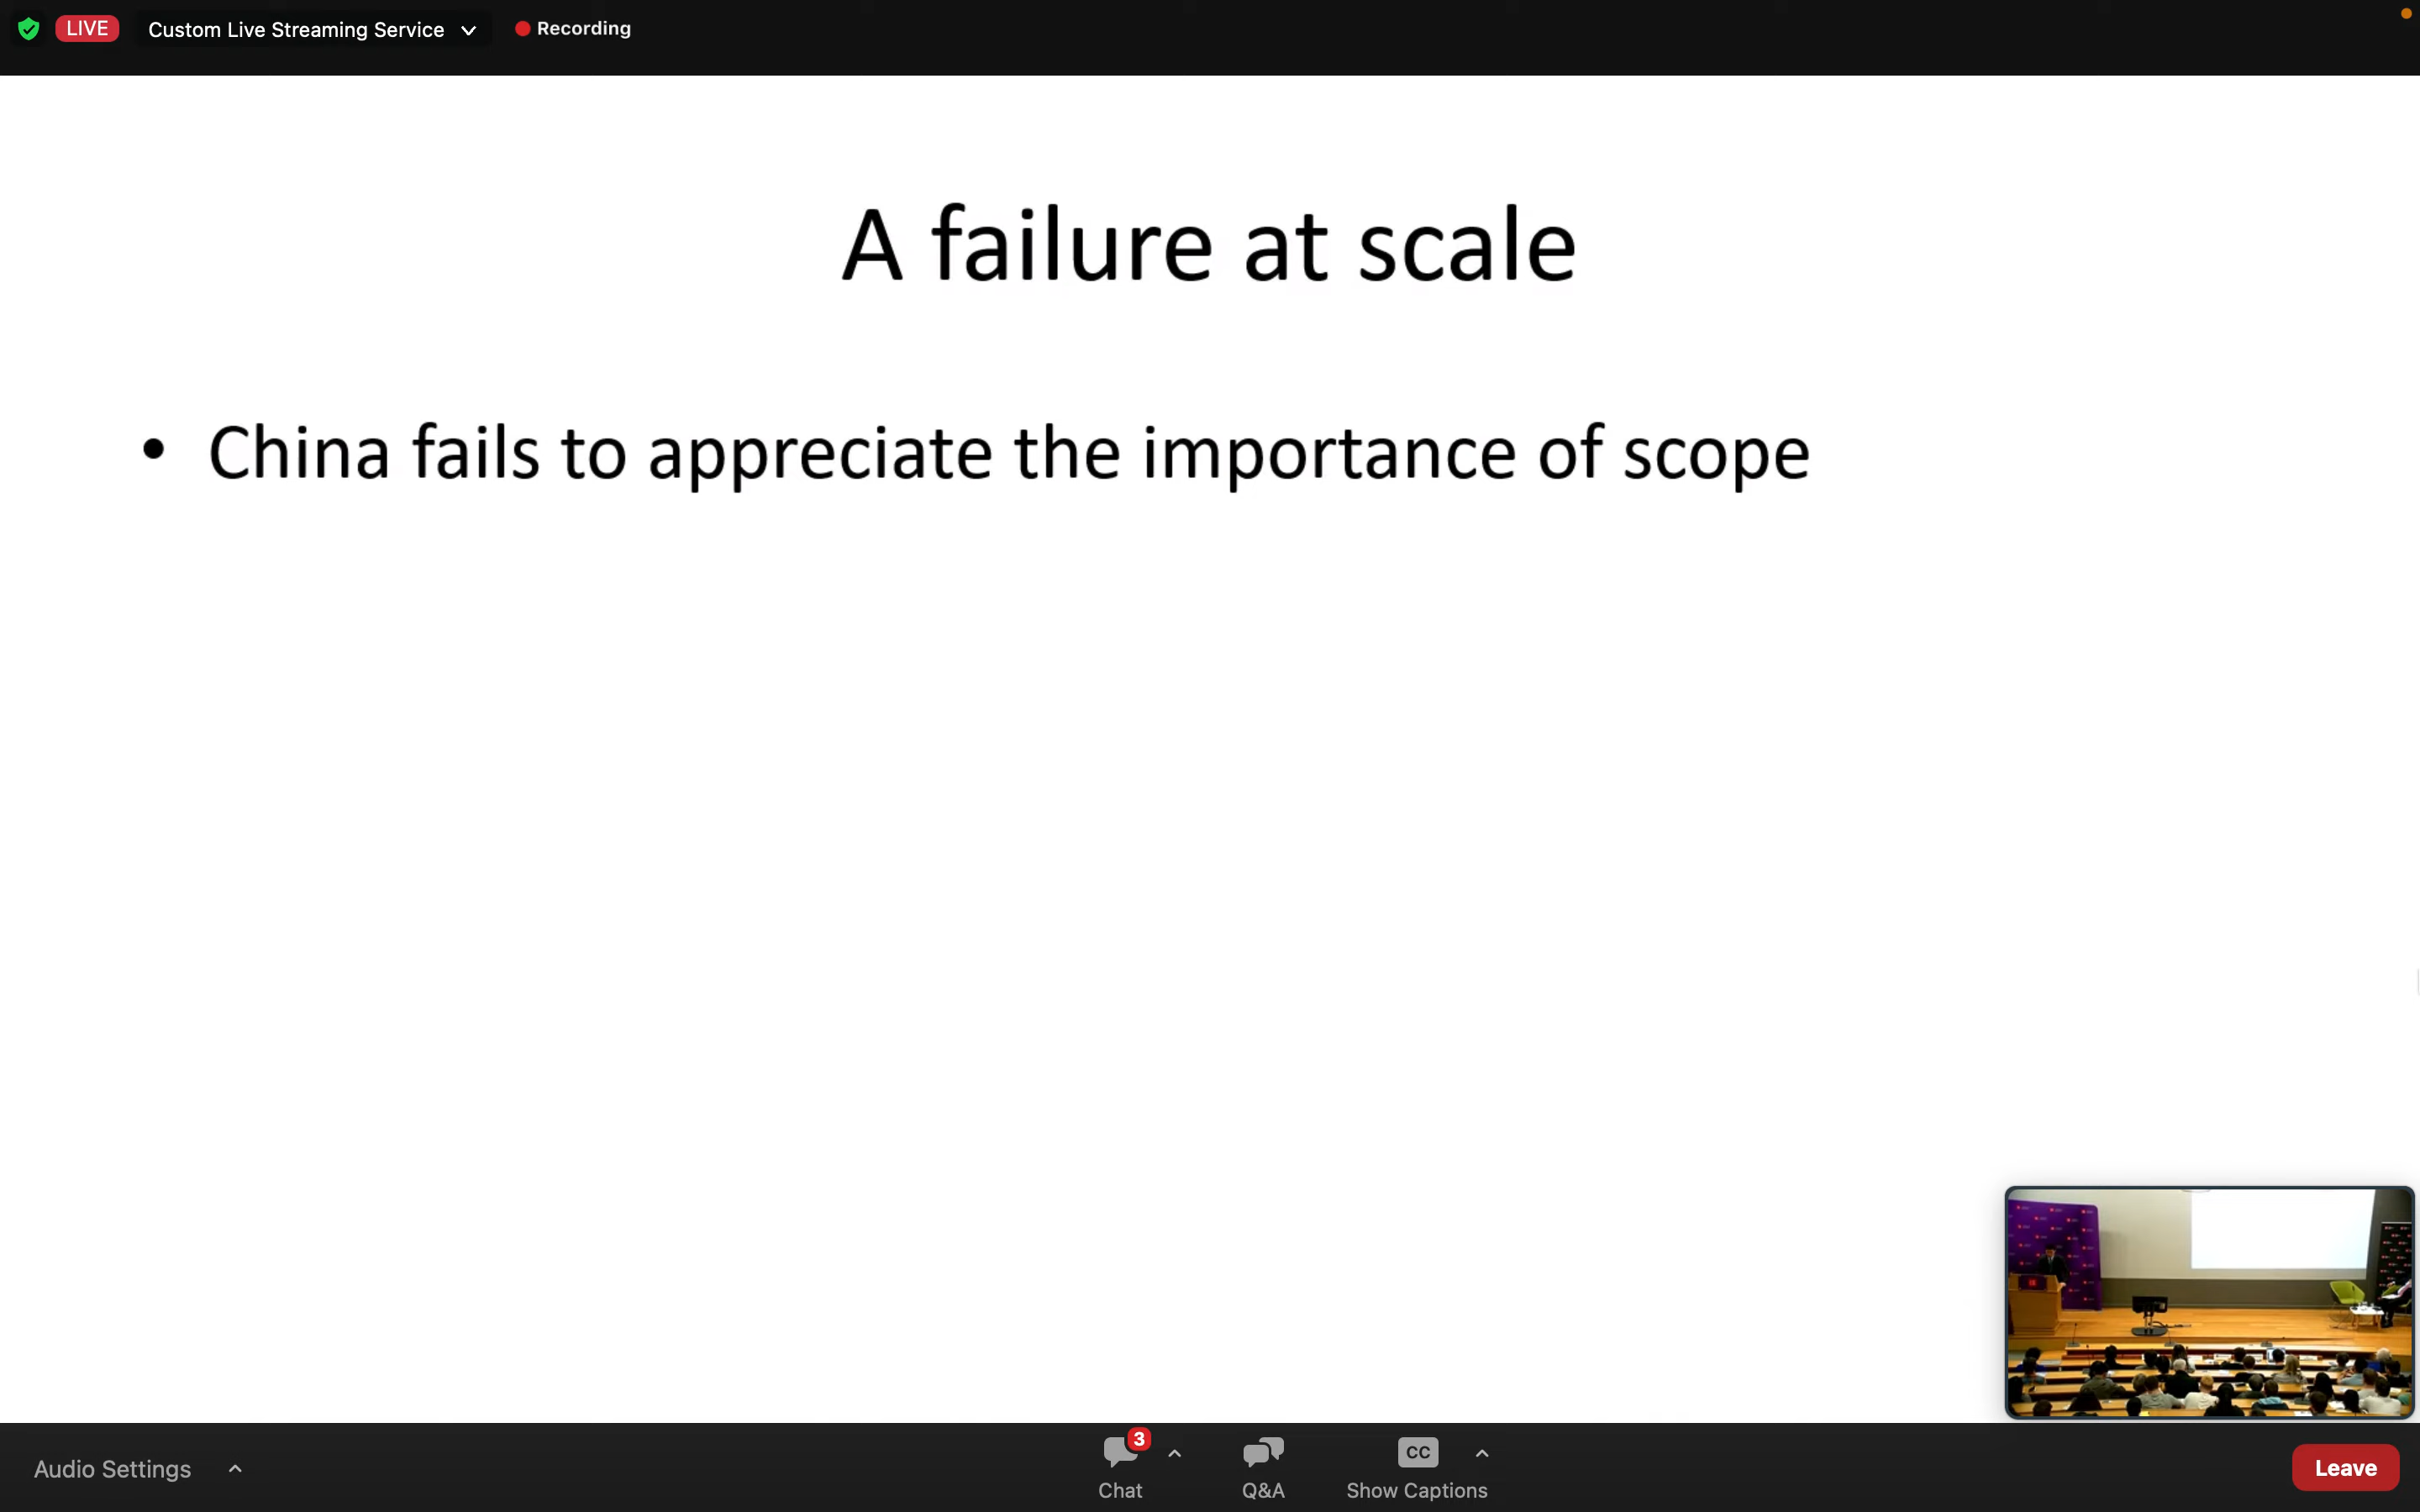 LIVE
Custom Live Streaming Service
Recording
A failure at scale
• China fails to appreciate the importance of scope
Audio Settings
3
Chat
Q&A
CC
Show Captions
Leave